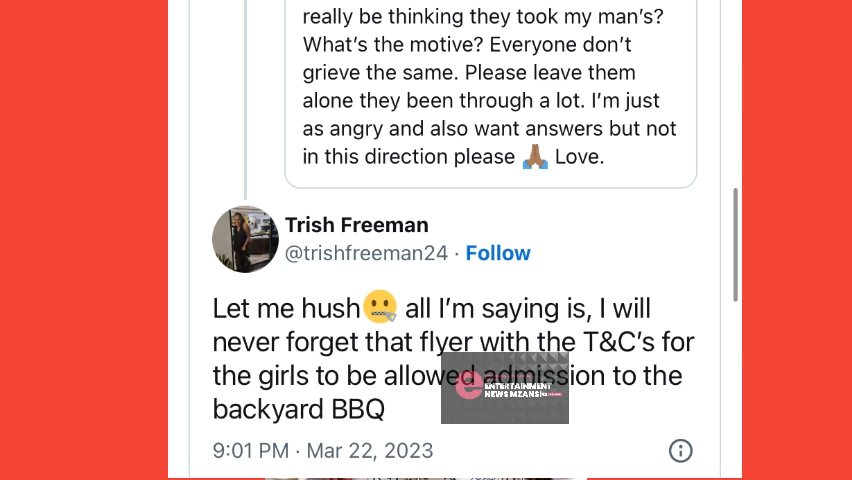 really be thinking they took my man's?
What's the motive? Everyone don't
grieve the same. Please leave them
alone they been through a lot. I'm just
as angry and also want answers but not
in this direction please 🙏🏾 Love.
Trish Freeman
@trishfreeman24 · Follow
Let me hush🤐 all I'm saying is, I will
never forget that flyer with the T&C's for
the girls to be allowed admission to the
backyard BBQ
e ENTERTAINMENT
NEWS MZANSI
9:01 PM · Mar 22, 2023